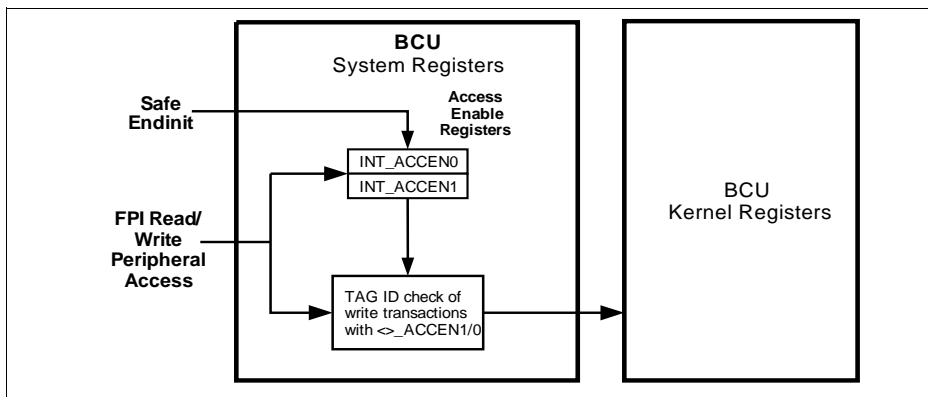 BCU
System Registers
Safe
Endinit
Access
Enable
Registers
INT_ACCEN0
INT_ACCEN1
FPI Read/
Write
Peripheral
Access
TAG ID check of
write transactions
with <>_ACCEN1/0
BCU
Kernel Registers